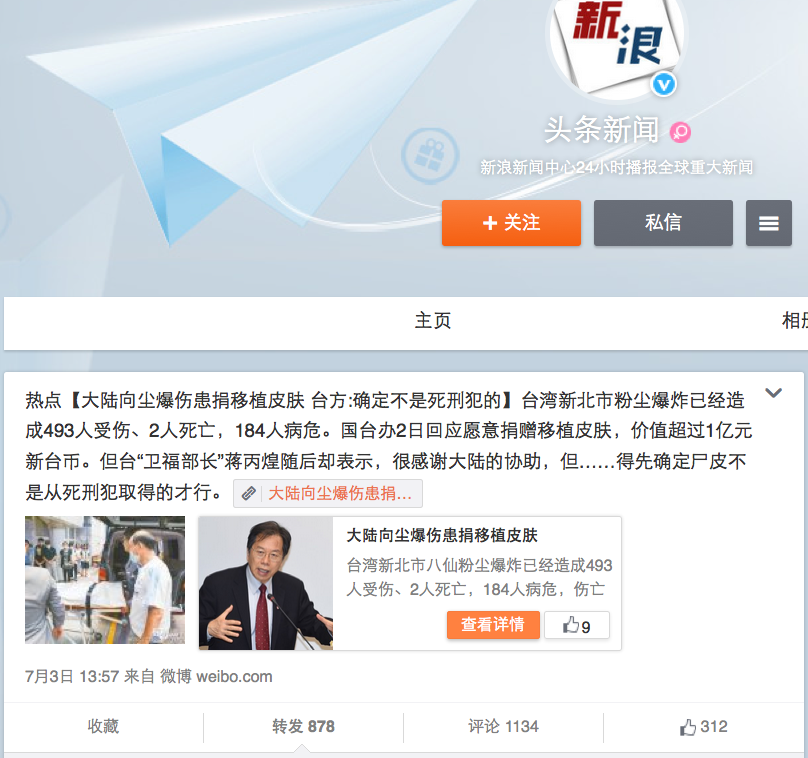 新浪
头条新闻
新浪新闻中心24小时播报全球重大新闻
+ 关注
私信
主页
相册
热点【大陆向尘爆伤患捐移植皮肤 台方:确定不是死刑犯的】台湾新北市粉尘爆炸已经造
成493人受伤、2人死亡，184人病危。国台办2日回应愿意捐赠移植皮肤，价值超过1亿元
新台币。但台“卫福部长”蒋丙煌随后却表示，很感谢大陆的协助，但……得先确定尸皮不
是从死刑犯取得的才行。
大陆向尘爆伤患捐...
大陆向尘爆伤患捐移植皮肤
台湾新北市八仙粉尘爆炸已经造成493
人受伤、2人死亡，184人病危，伤亡
查看详情
9
7月3日 13:57 来自 微博 weibo.com
收藏
转发 878
评论 1134
312